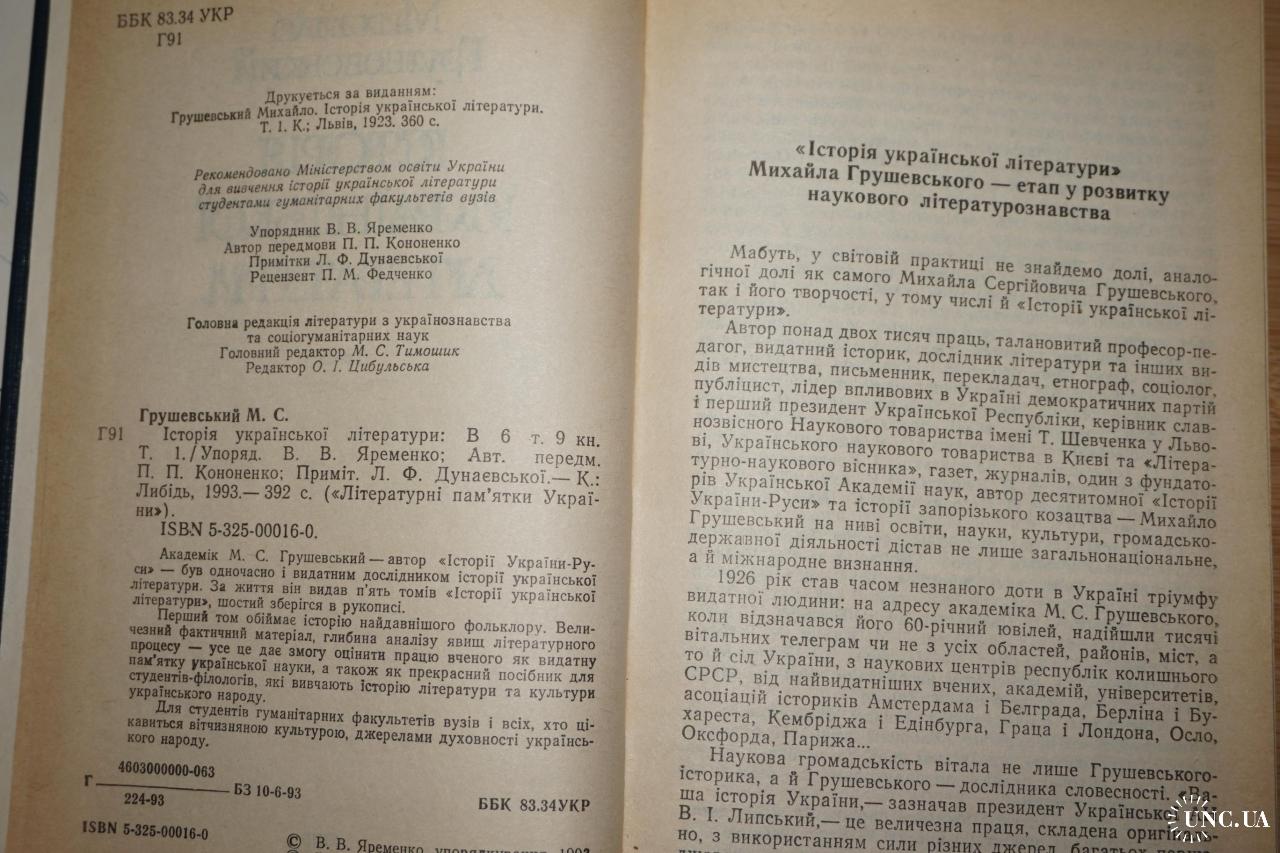 ББК 83.34 УКР
Г91
Друкується за виданням:
Грушевський Михайло. Історія української літератури.
Т. І. К.; Львів, 1923. 360 с.
Рекомендовано Міністерством освіти України
для вивчення історії української літератури
студентами гуманітарних факультетів вузів
Упорядник В. В. Яременко
Автор передмови П. П. Кононенко
Примітки Л. Ф. Дунаєвської
Рецензент П. М. Федченко
Головна редакція літератури з українознавства
та соціогуманітарних наук
Головний редактор М. С. Тимошик
Редактор О. І. Цибульська
Грушевський М. С.
Г91 Історія української літератури: В 6 т. 9 кн.
Т. 1./Упоряд. В. В. Яременко; Авт. передм.
П. П. Кононенко; Приміт. Л. Ф. Дунаєвської.— К.:
Либідь, 1993.— 392 с. («Літературні пам'ятки Украї-
ни»).
ISBN 5-325-00016-0.
Академік М. С. Грушевський — автор «Історії України-Ру-
си» — був одночасно і видатним дослідником історії української
літератури. За життя він видав п'ять томів «Історії української
літератури», шостий зберігся в рукописі.
Перший том обіймає історію найдавнішого фольклору. Вели-
чезний фактичний матеріал, глибина аналізу явищ літературного
процесу — усе це дає змогу оцінити працю вченого як видатну
пам'ятку української науки, а також як прекрасний посібник для
студентів-філологів, які вивчають історію літератури та культури
українського народу.
Для студентів гуманітарних факультетів вузів і всіх, хто ці-
кавиться вітчизняною культурою, джерелами духовності українсь-
кого народу.
4603000000-063
Г БЗ 10-6-93
224-93
ББК 83.34УКР
ISBN 5-325-00016-0
© В. В. Яременко
«Історія української літератури»
Михайла Грушевського — етап у розвитку
наукового літературознавства
Мабуть, у світовій практиці не знайдемо долі, анало-
гічної долі як самого Михайла Сергійовича Грушевського,
так і його творчості, у тому числі й «Історії української лі-
тератури».
Автор понад двох тисяч праць, талановитий професор-пе-
дагог, видатний історик, дослідник літератури та інших ви-
дів мистецтва, письменник, перекладач, етнограф, соціолог,
публіцист, лідер впливових в Україні демократичних партій
і перший президент Української Республіки, керівник слав-
нозвісного Наукового товариства імені Т. Шевченка у Льво-
ві, Українського наукового товариства в Києві та «Літера-
турно-наукового вісника», газет, журналів, один з фундато-
рів Української Академії наук, автор десятитомної «Історії
України-Руси» та історії запорізького козацтва — Михайло
Грушевський на ниві освіти, науки, культури, громадсько-
державної діяльності дістав не лише загальнонаціональне,
а й міжнародне визнання.
1926 рік став часом незнаного доти в Україні тріумфу
видатної людини: на адресу академіка М. С. Грушевського,
коли відзначався його 60-річний ювілей, надійшли тисячі
вітальних телеграм чи не з усіх областей, районів, міст, а
то й сіл України, з наукових центрів республік колишнього
СРСР, від найвидатніших вчених, академій, університетів,
асоціацій істориків Амстердама і Бєлграда, Берліна і Бу-
хареста, Кембріджа і Едінбурга, Граца і Лондона, Осло,
Оксфорда, Парижа...
Наукова громадськість вітала не лише Грушевського-
історика, а й Грушевського — дослідника словесності. «Ва-
ша історія України,— зазначав президент Української
В. І. Липський,— це величезна праця, складена оригіналь-
но, з використанням сили різних джерел,
UNC.UA